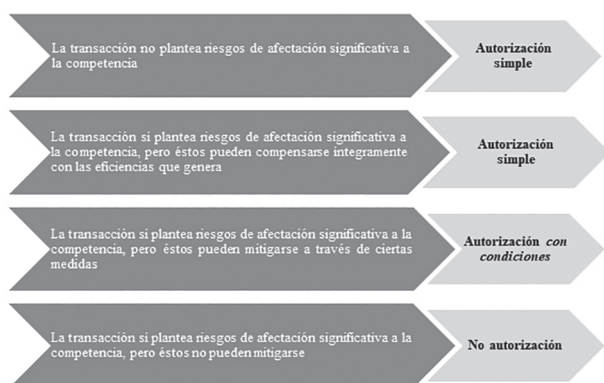 La transacción no plantea riesgos de afectación significativa a
la competencia
Autorización
simple
La transacción si plantea riesgos de afectación significativa a
la competencia, pero éstos pueden compensarse íntegramente
con las eficiencias que genera
Autorización
simple
La transacción si plantea riesgos de afectación significativa a la
competencia, pero éstos pueden mitigarse a través de ciertas
medidas
Autorización con
condiciones
La transacción si plantea riesgos de afectación significativa a la
competencia, pero éstos no pueden mitigarse
No autorización